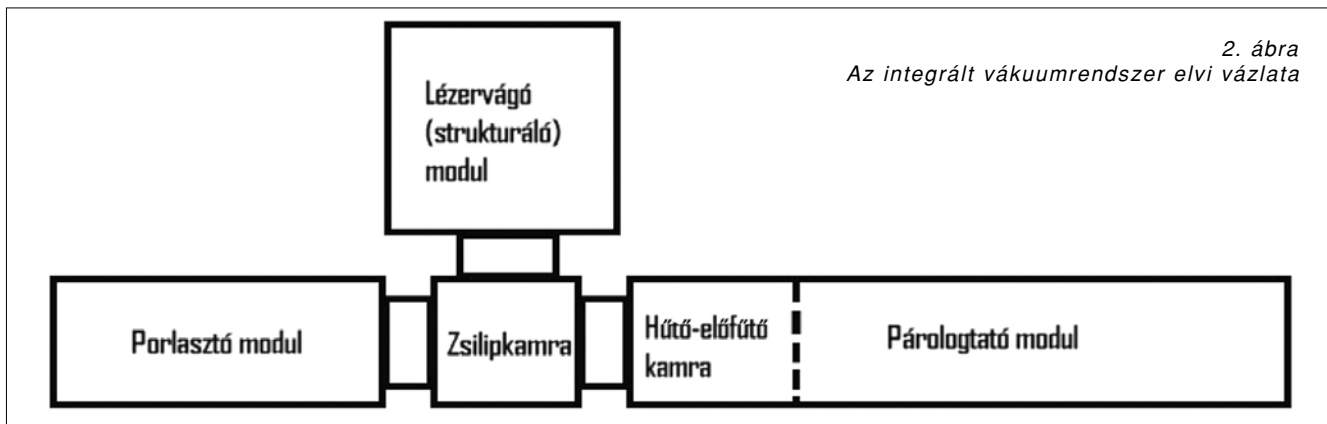 2. ábra
Az integrált vákuumrendszer elvi vázlata
Lézervágó
(strukturáló)
modul
Porlasztó modul
Zsilipkamra
Hűtő-előfűtő
kamra
Párologtató modul